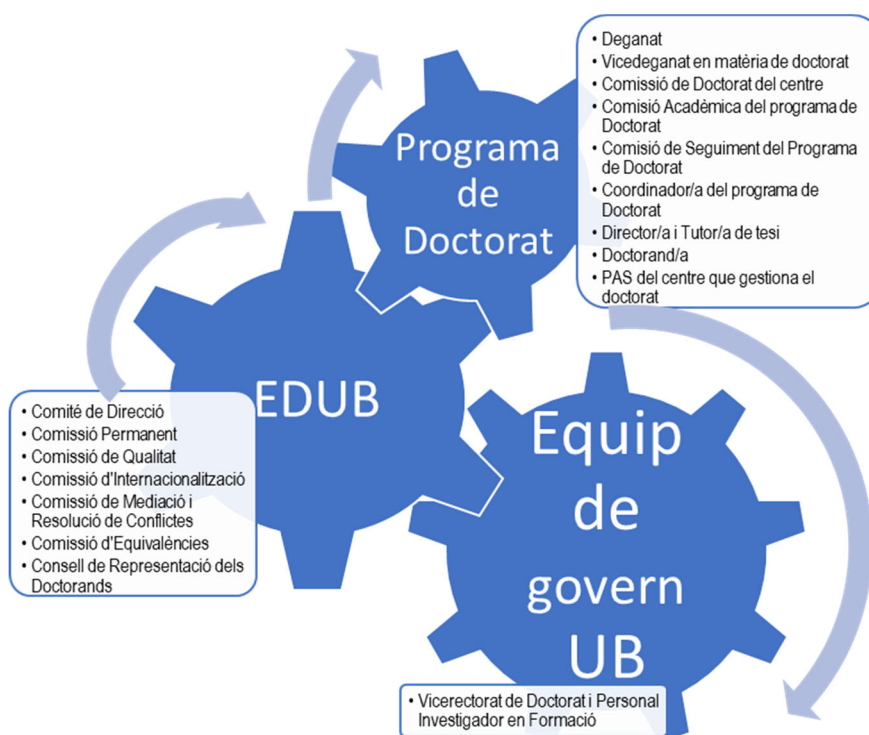 • Deganat
• Vicedeganat en matèria de doctorat
• Comissió de Doctorat del centre
• Comisió Acadèmica del programa de
Doctorat
• Comisió de Seguiment del Programa
de Doctorat
• Coordinador/a del programa de
Doctorat
• Director/a i Tutor/a de tesi
• Doctorand/a
• PAS del centre que gestiona el
doctorat
Programa
de
Doctorat
EDUB
• Comité de Direcció
• Comissió Permanent
• Comissió de Qualitat
• Comissió d'Internacionalització
• Comissió de Mediació i
Resolució de Conflictes
• Comissió d'Equivalències
• Consell de Representació dels
Doctorands
Equip
de
govern
UB
• Vicerectorat de Doctorat i Personal
Investigador en Formació